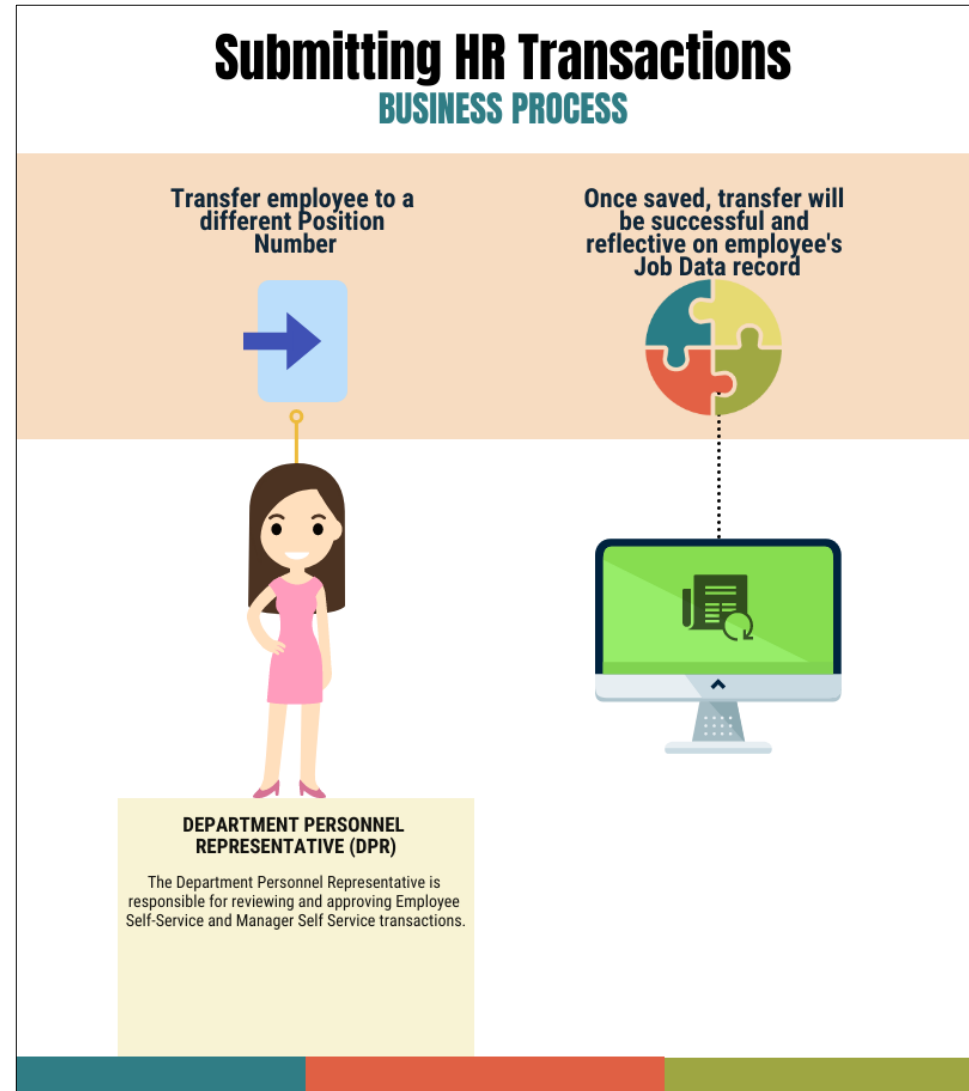 Submitting HR Transactions
BUSINESS PROCESS
Transfer employee to a
different Position
Number
Once saved, transfer will
be successful and
reflective on employee's
Job Data record
DEPARTMENT PERSONNEL
REPRESENTATIVE (DPR)
The Department Personnel Representative is
responsible for reviewing and approving Employee
Self-Service and Manager Self Service transactions.